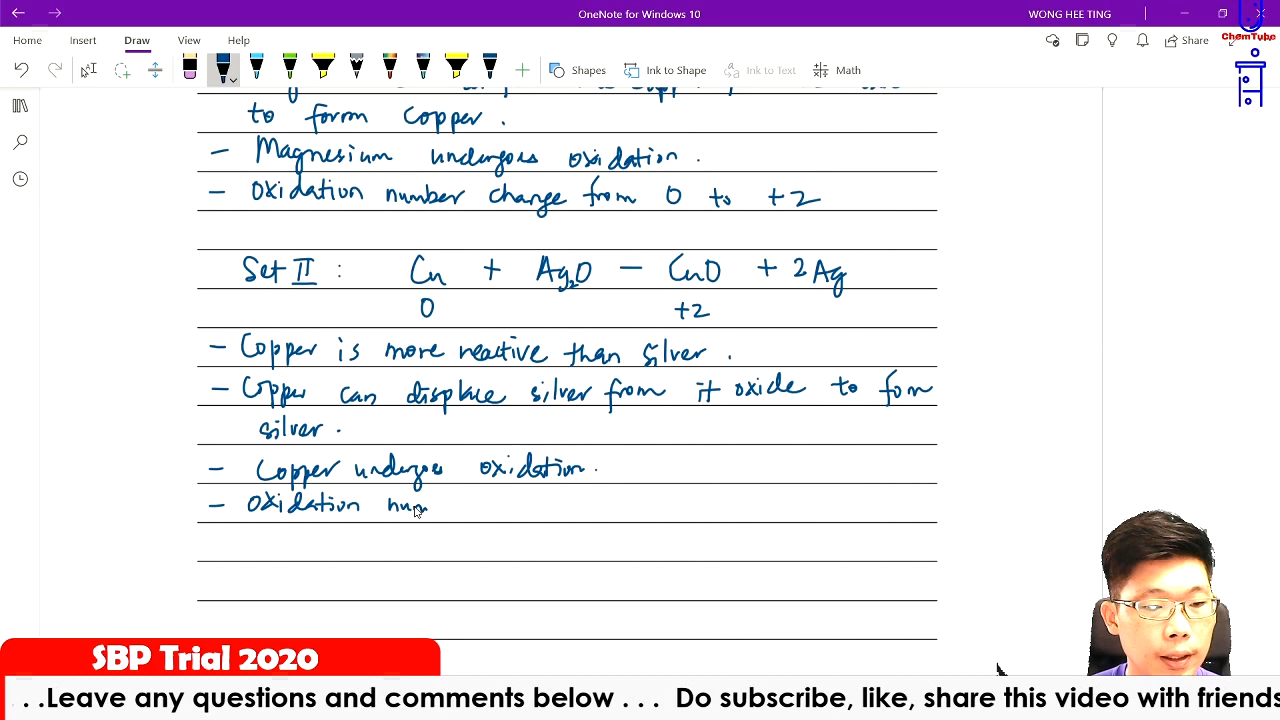 OneNote for Windows 10
WONG HEE TING
Home Insert Draw View Help
ChemTube
Share
Shapes
Ink to Shape
Ink to Text
Math
to form copper.
- Magnesium undergoes oxidation.
- Oxidation number change from 0 to +2
Set II : Cu + Ag2O — CuO + 2Ag
0 +2
- Copper is more reactive than silver.
- Copper can displace silver from it oxide to form
silver.
- Copper undergoes oxidation.
- Oxidation num
SBP Trial 2020
. . .Leave any questions and comments below . . . Do subscribe, like, share this video with friends